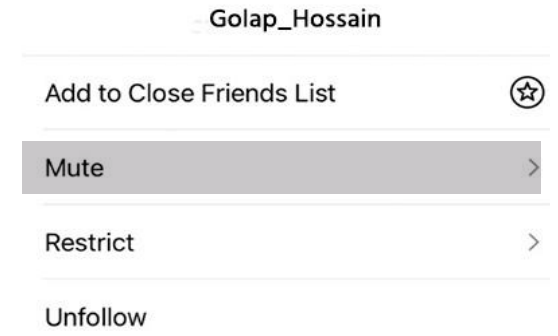 Golap_Hossain
Add to Close Friends List
Mute
Restrict
Unfollow